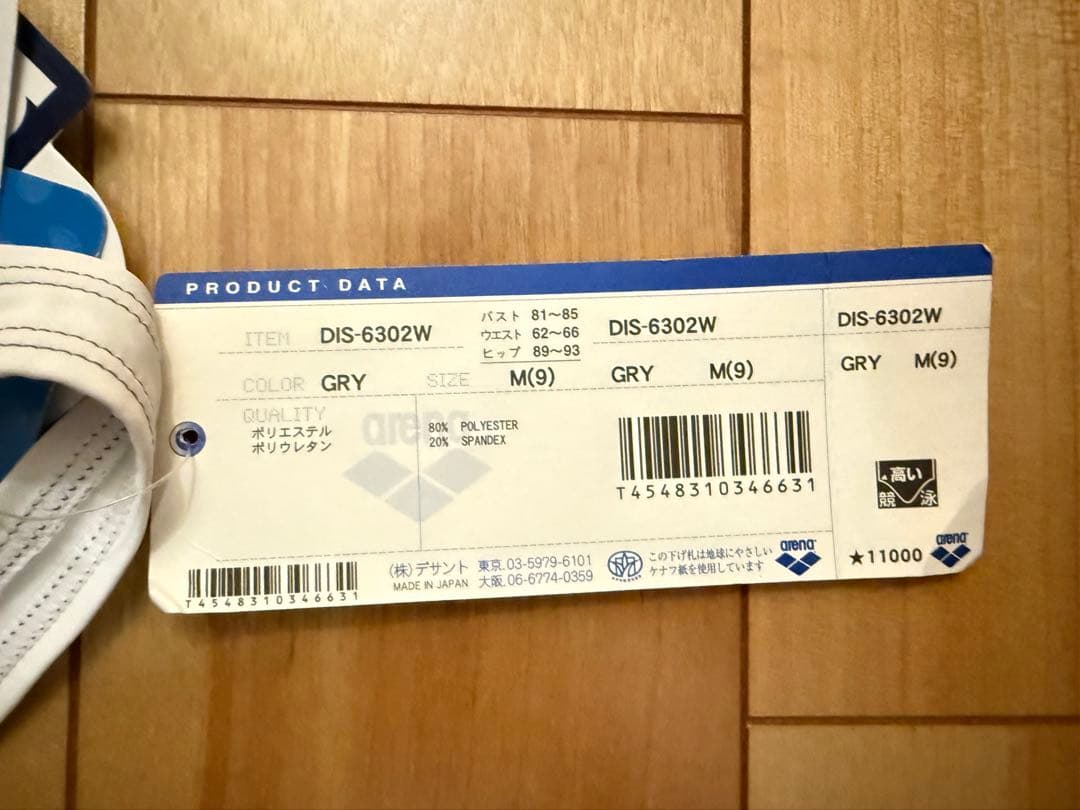 PRODUCT DATA
ITEM DIS-6302W
バスト 81〜85
ウエスト 62〜66
ヒップ 89〜93
COLOR GRY SIZE M(9)
QUALITY
ポリエステル 80% POLYESTER
ポリウレタン 20% SPANDEX
arena
T4548310346631
(株)デサント 東京.03-5979-6101
MADE IN JAPAN 大阪.06-6774-0359
DIS-6302W
GRY M(9)
T4548310346631
この下げ札は地球にやさしい
ケナフ紙を使用しています
arena
DIS-6302W
GRY M(9)
高い
競泳
★11000
arena